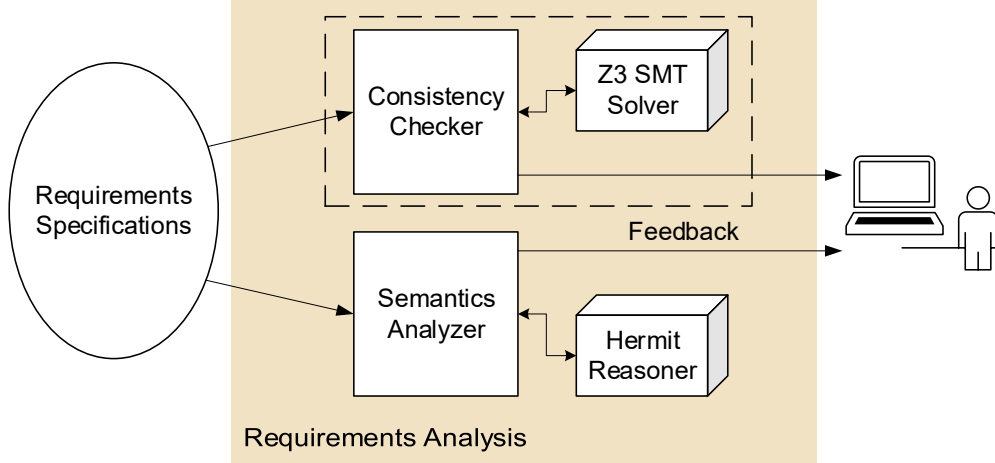 Requirements
Specifications
Consistency
Checker
Z3 SMT
Solver
Feedback
Semantics
Analyzer
Hermit
Reasoner
Requirements Analysis